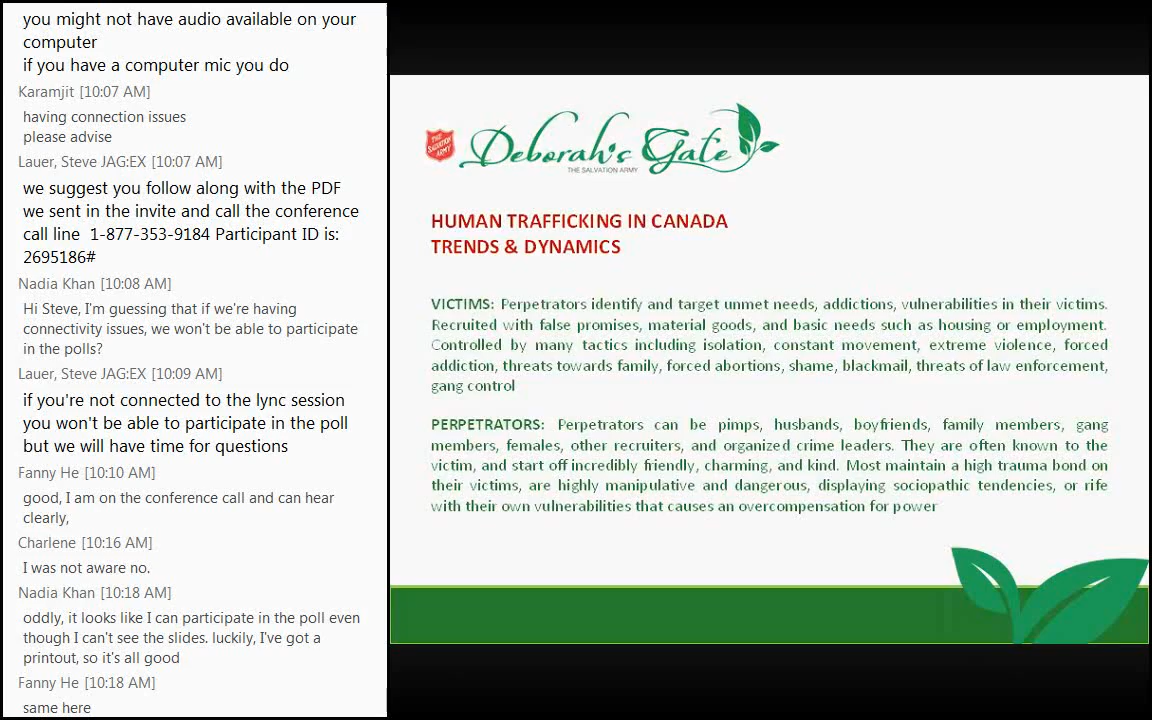 you might not have audio available on your
computer
if you have a computer mic you do
Karamjit [10:07 AM]
having connection issues
please advise
Lauer, Steve JAG:EX [10:07 AM]
we suggest you follow along with the PDF
we sent in the invite and call the conference
call line  1-877-353-9184 Participant ID is:
2695186#
Nadia Khan [10:08 AM]
Hi Steve, I'm guessing that if we're having
connectivity issues, we won't be able to participate
in the polls?
Lauer, Steve JAG:EX [10:09 AM]
if you're not connected to the lync session
you won't be able to participate in the poll
but we will have time for questions
Fanny He [10:10 AM]
good, I am on the conference call and can hear
clearly,
Charlene [10:16 AM]
I was not aware no.
Nadia Khan [10:18 AM]
oddly, it looks like I can participate in the poll even
though I can't see the slides. luckily, I've got a
printout, so it's all good
Fanny He [10:18 AM]
same here
THE
SALVATION
ARMY
Deborah's Gate
THE SALVATION ARMY
HUMAN TRAFFICKING IN CANADA
TRENDS & DYNAMICS
VICTIMS: Perpetrators identify and target unmet needs, addictions, vulnerabilities in their victims.
Recruited with false promises, material goods, and basic needs such as housing or employment.
Controlled by many tactics including isolation, constant movement, extreme violence, forced
addiction, threats towards family, forced abortions, shame, blackmail, threats of law enforcement,
gang control
PERPETRATORS: Perpetrators can be pimps, husbands, boyfriends, family members, gang
members, females, other recruiters, and organized crime leaders. They are often known to the
victim, and start off incredibly friendly, charming, and kind. Most maintain a high trauma bond on
their victims, are highly manipulative and dangerous, displaying sociopathic tendencies, or rife
with their own vulnerabilities that causes an overcompensation for power